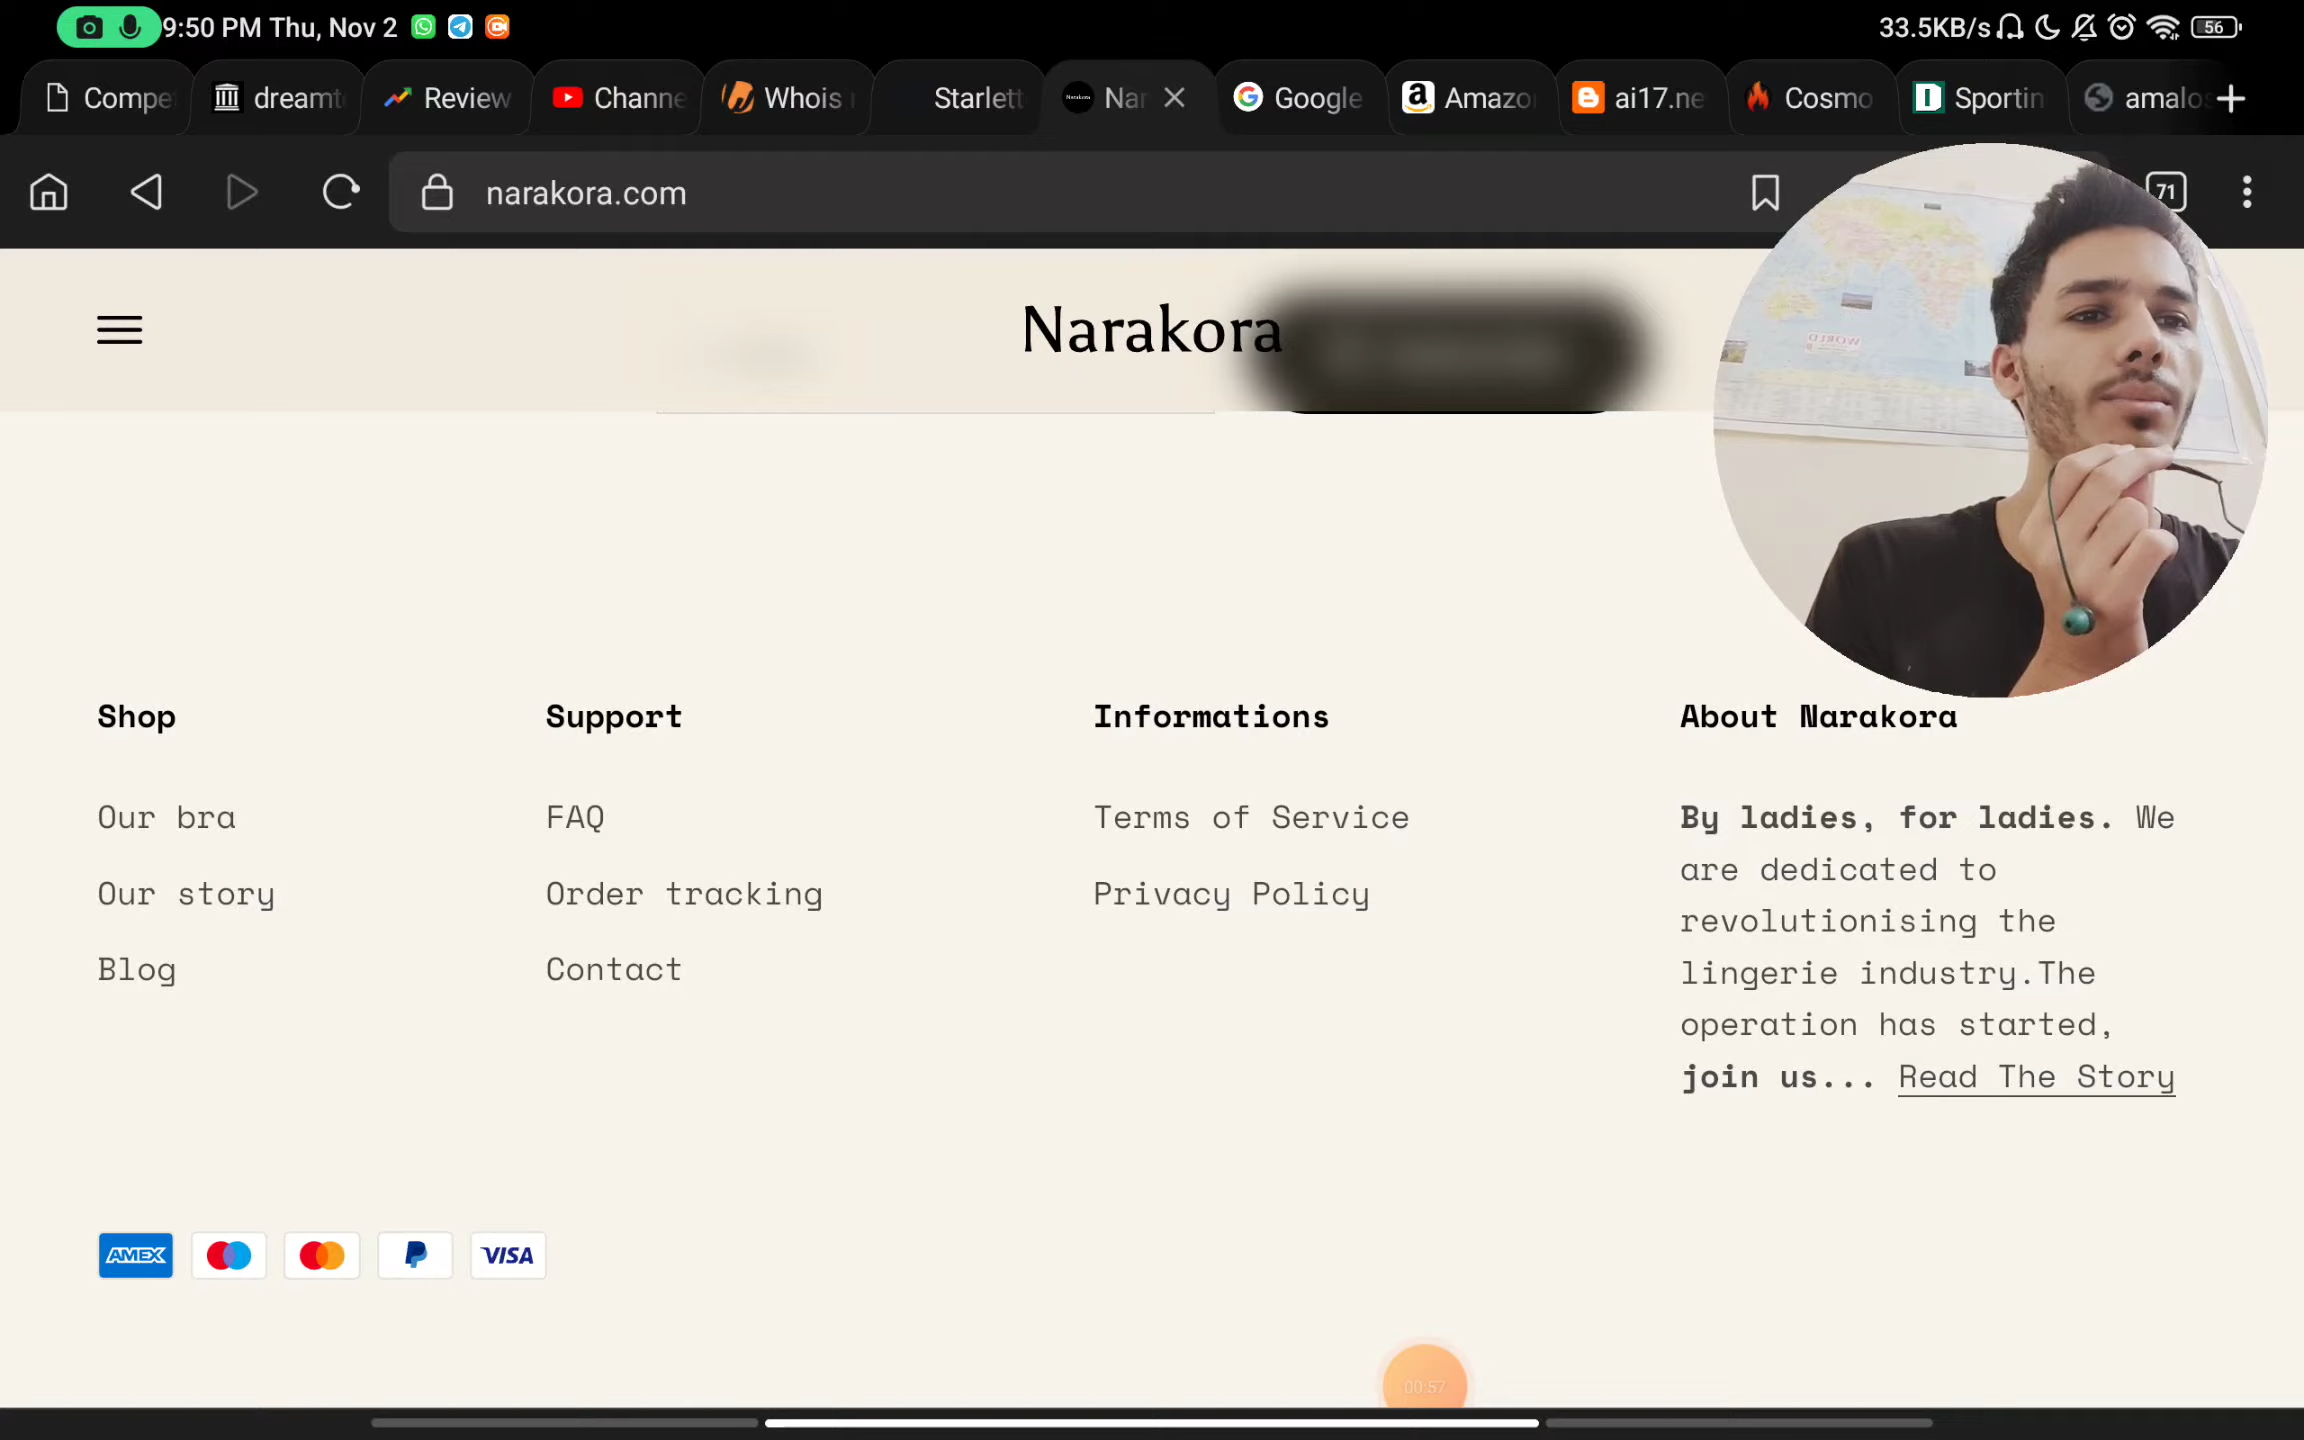 9:50 PM Thu, Nov 2
33.5KB/s
56
Compe
dreamt
Review
Channe
Whois
Starlett
Nar
Google
Amazo
ai17.ne
Cosmo
Sportin
amalo
narakora.com
71
WORLD
Narakora
Shop
Our bra
Our story
Blog
Support
FAQ
Order tracking
Contact
Informations
Terms of Service
Privacy Policy
About Narakora
By ladies, for ladies. We
are dedicated to
revolutionising the
lingerie industry.The
operation has started,
join us... Read The Story
AMEX
VISA
00:57